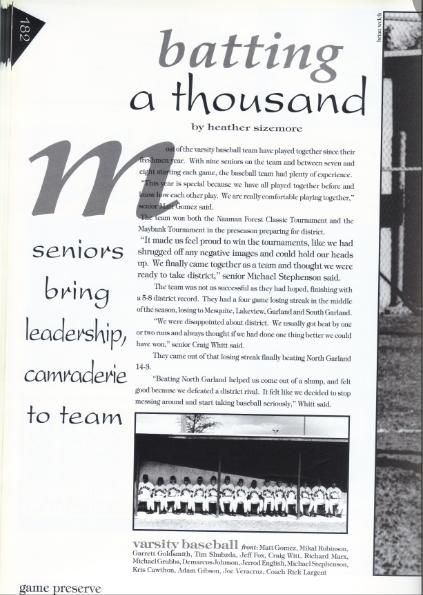 182
brian welch
batting
a thousand
by heather sizemore
most of the varsity baseball team have played together since their
freshmen year. With nine seniors on the team and between seven and
eight starting each game, the baseball team had plenty of experience.
"This year is special because we have all played together before and
know how each other play. We are really comfortable playing together,"
senior Matt Gomez said.
The team won both the Naaman Forest Classic Tournament and the
Maybank Tournament in the preseason preparing for district.
"It made us feel proud to win the tournaments, like we had
shrugged off any negative images and could hold our heads
up. We finally came together as a team and thought we were
ready to take district," senior Michael Stephenson said.
The team was not as successful as they had hoped, finishing with
a 5-8 district record. They had a four game losing streak in the middle
of the season, losing to Mesquite, Lakeview, Garland and South Garland.
"We were disappointed about district. We usually got beat by one
or two runs and always thought if we had done one thing better we could
have won," senior Craig Whitt said.
They came out of that losing streak finally beating North Garland
14-3.
"Beating North Garland helped us come out of a slump, and felt
good because we defeated a district rival. It felt like we decided to stop
messing around and start taking baseball seriously," Whitt said.
seniors
bring
leadership,
camraderie
to team
varsity baseball front: Matt Gomez, Mikal Robinson,
Garrett Goldsmith, Tim Shubzda, Jeff Fox, Craig Witt, Richard Marx,
Michael Grubbs, Demarcus Johnson, Jerrod English, Michael Stephenson,
Kris Cawthon, Adam Gibson, Joe Veracruz, Coach Rick Largent
game preserve